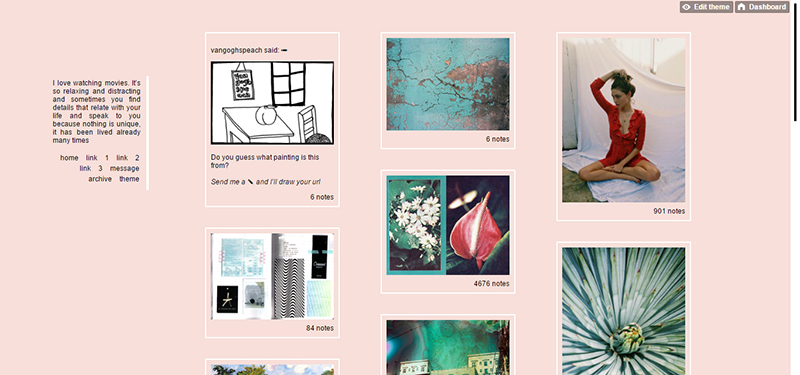 Edit theme
Dashboard
I love watching movies. It's
so relaxing and distracting
and sometimes you find
details that relate with your
life and speak to you
because nothing is unique,
it has been lived already
many times
home link 1 link 2
link 3 message
archive theme
vangoghspeach said:
Do you guess what painting is this
from?
Send me a and I'll draw your url
6 notes
84 notes
6 notes
4676 notes
901 notes